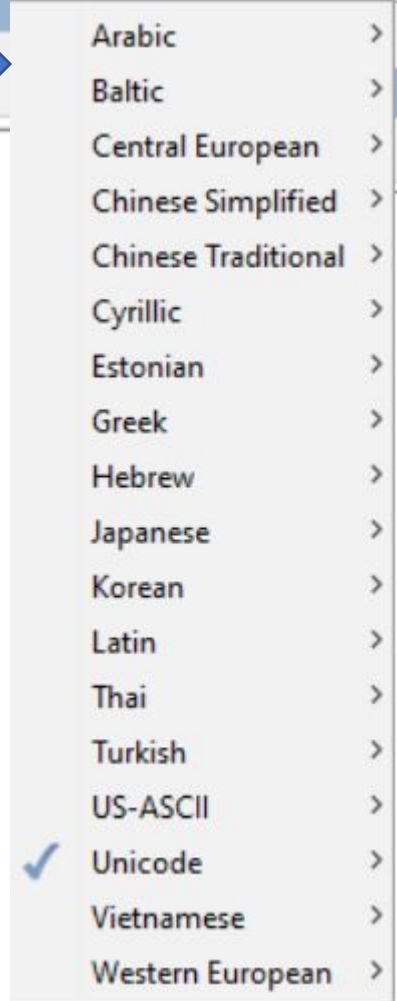 Arabic
Baltic
Central European
Chinese Simplified
Chinese Traditional
Cyrillic
Estonian
Greek
Hebrew
Japanese
Korean
Latin
Thai
Turkish
US-ASCII
Unicode
Vietnamese
Western European